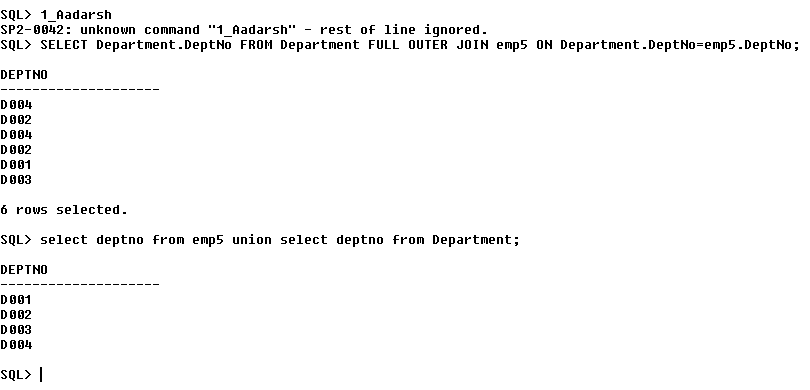 SQL> 1_Aadarsh
SP2-0042: unknown command "1_Aadarsh" - rest of line ignored.
SQL> SELECT Department.DeptNo FROM Department FULL OUTER JOIN emp5 ON Department.DeptNo=emp5.DeptNo;
DEPTNO
--------------------
D004
D002
D004
D002
D001
D003
6 rows selected.
SQL> select deptno from emp5 union select deptno from Department;
DEPTNO
--------------------
D001
D002
D003
D004
SQL>